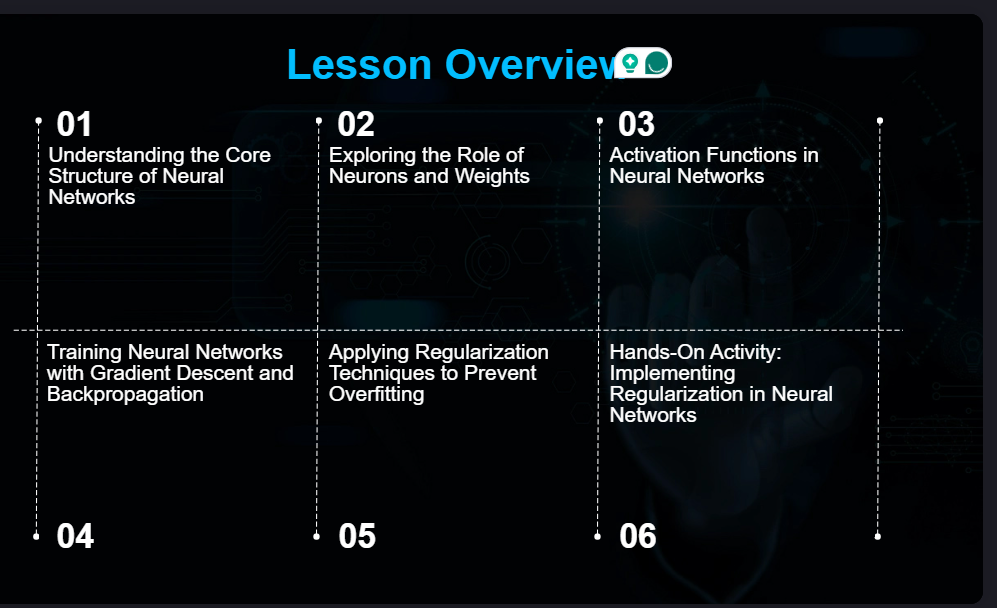 Lesson Overview
01
Understanding the Core
Structure of Neural
Networks
02
Exploring the Role of
Neurons and Weights
03
Activation Functions in
Neural Networks
Training Neural Networks
with Gradient Descent and
Backpropagation
04
Applying Regularization
Techniques to Prevent
Overfitting
05
Hands-On Activity:
Implementing
Regularization in Neural
Networks
06